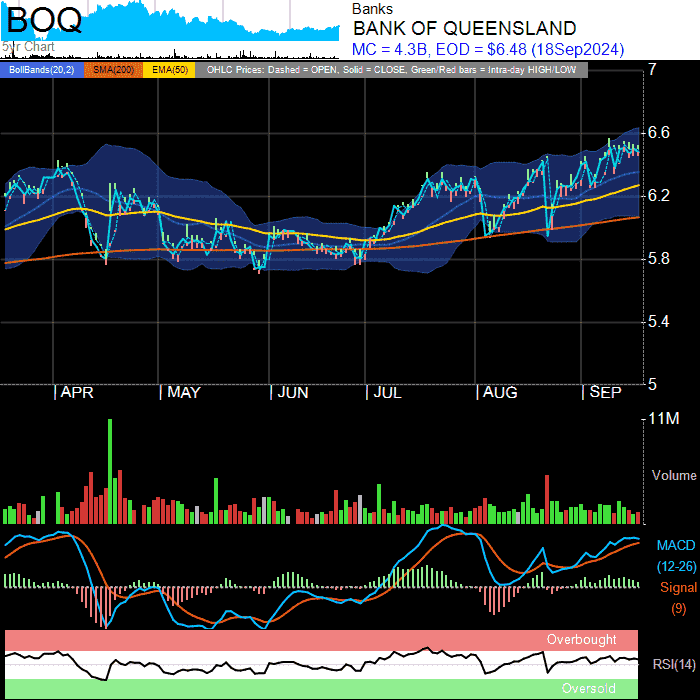 BOQ
5yr Chart
Banks
BANK OF QUEENSLAND
MC = 4.3B, EOD = $6.48 (18Sep2024)
BollBands(20,2) SMA(200) EMA(50) OHLC Prices: Dashed = OPEN, Solid = CLOSE, Green/Red bars = Intra-day HIGH/LOW
7
6.6
6.2
5.8
5.4
5
APR MAY JUN JUL AUG SEP
11M
Volume
MACD
(12-26)
Signal
(9)
Overbought
RSI(14)
Oversold